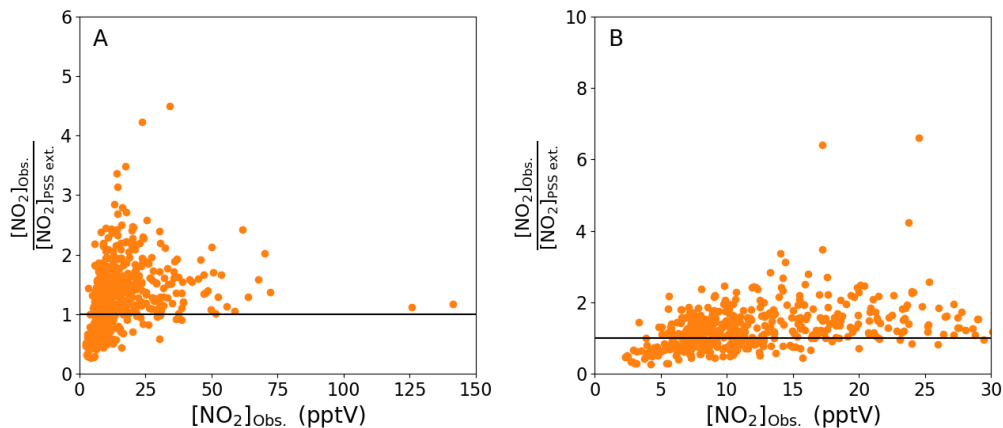 A
6
5
4
3
2
1
0
[NO₂]Obs.
[NO₂]PSS ext.
0 25 50 75 100 125 150
[NO₂]Obs. (pptV)
B
10
8
6
4
2
0
[NO₂]Obs.
[NO₂]PSS ext.
0 5 10 15 20 25 30
[NO₂]Obs. (pptV)